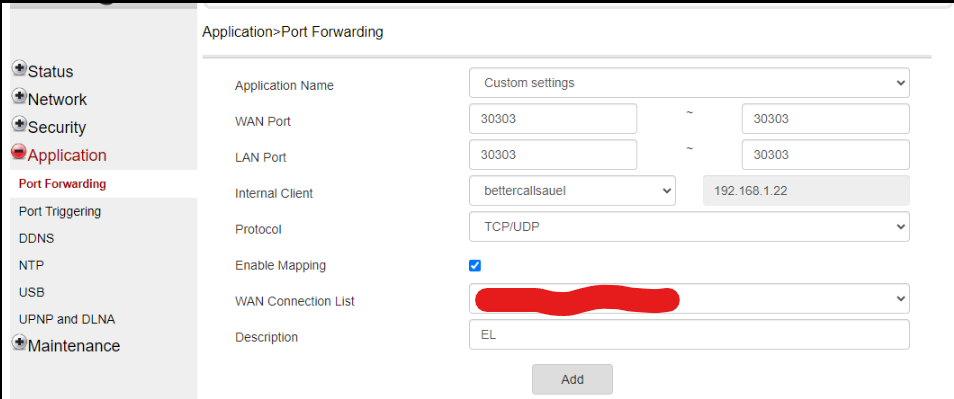 Application>Port Forwarding
Status
Network
Security
Application
Port Forwarding
Port Triggering
DDNS
NTP
USB
UPNP and DLNA
Maintenance
Application Name Custom settings
WAN Port 30303 ~ 30303
LAN Port 30303 ~ 30303
Internal Client bettercallsauel 192.168.1.22
Protocol TCP/UDP
Enable Mapping
WAN Connection List
Description EL
Add